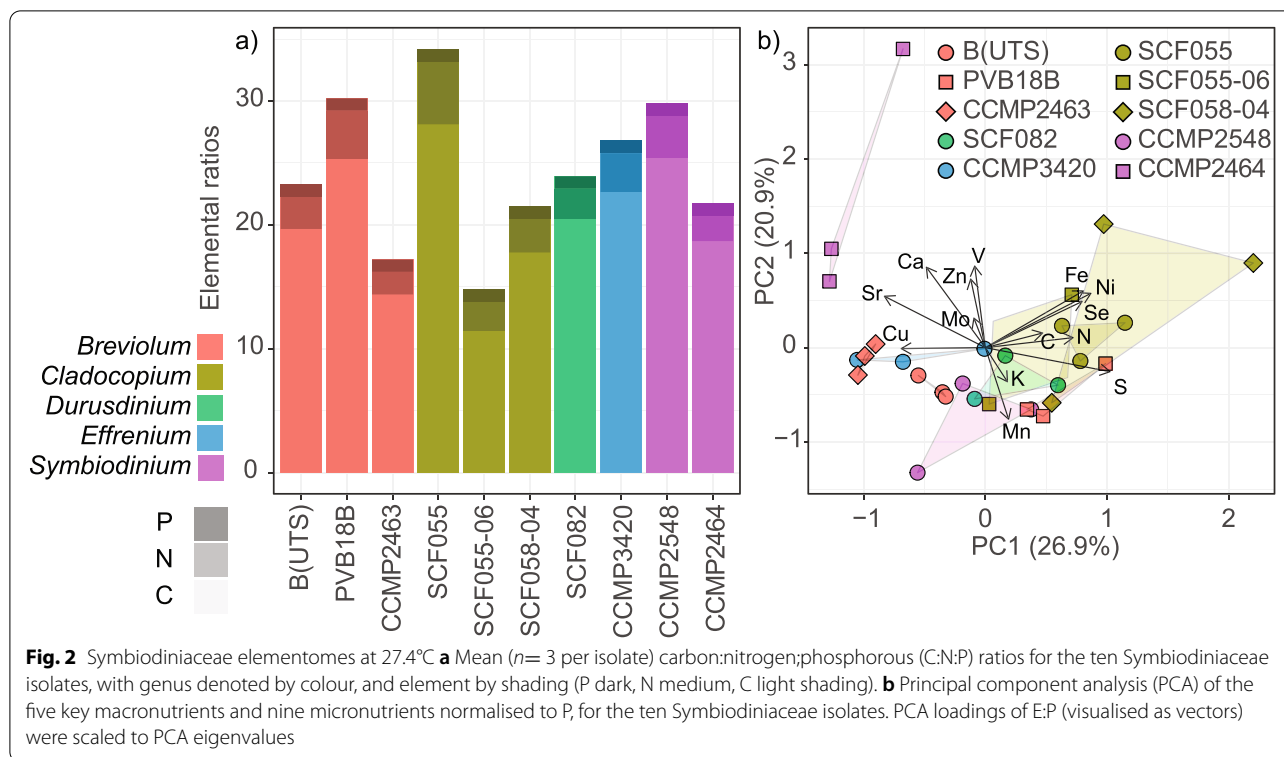 a)
Elemental ratios
30
20
10
0
Breviolum
Cladocopium
Durusdinium
Effrenium
Symbiodinium
P
N
C
B(UTS)
PVB18B
CCMP2463
SCF055
SCF055-06
SCF058-04
SCF082
CCMP3420
CCMP2548
CCMP2464
b)
PC2 (20.9%)
3
2
1
0
−1
B(UTS)
PVB18B
CCMP2463
SCF082
CCMP3420
SCF055
SCF055-06
SCF058-04
CCMP2548
CCMP2464
V
Ca
Zn
Sr
Mo
Cu
Fe
Ni
Se
C
N
K
S
Mn
−1
0
1
2
PC1 (26.9%)
Fig. 2 Symbiodiniaceae elementomes at 27.4°C a Mean (n= 3 per isolate) carbon:nitrogen;phosphorous (C:N:P) ratios for the ten Symbiodiniaceae
isolates, with genus denoted by colour, and element by shading (P dark, N medium, C light shading). b Principal component analysis (PCA) of the
five key macronutrients and nine micronutrients normalised to P, for the ten Symbiodiniaceae isolates. PCA loadings of E:P (visualised as vectors)
were scaled to PCA eigenvalues